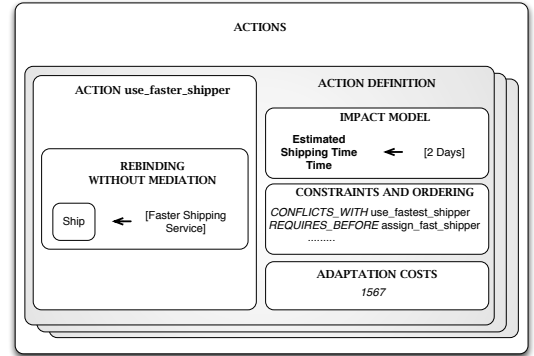 ACTIONS
ACTION use_faster_shipper
REBINDING
WITHOUT MEDIATION
Ship
[Faster Shipping
Service]
ACTION DEFINITION
IMPACT MODEL
Estimated
Shipping Time
Time
[2 Days]
CONSTRAINTS AND ORDERING
CONFLICTS_WITH use_fastest_shipper
REQUIRES_BEFORE assign_fast_shipper
.........
ADAPTATION COSTS
1567